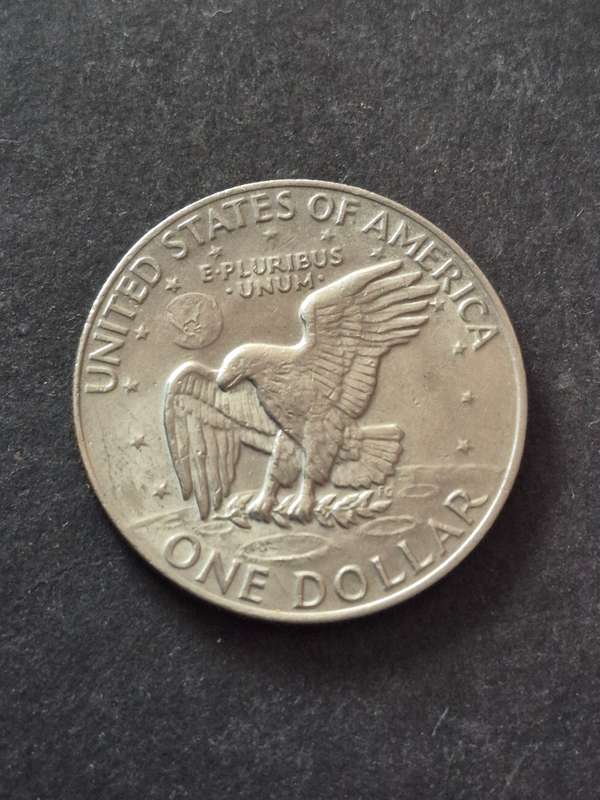 UNITED STATES OF AMERICA
E·PLURIBUS
·UNUM·
ONE DOLLAR